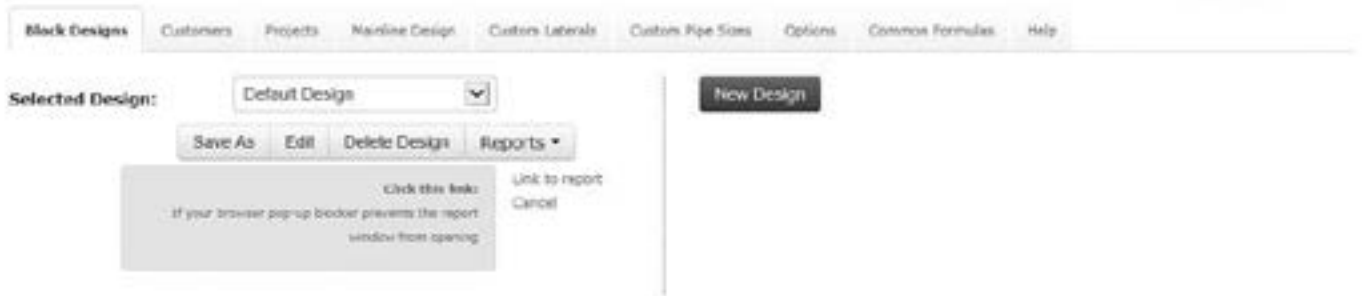 Block Designs Customers Projects Mainline Design Custom Laterals Custom Pipe Sizes Options Common Formulas Help
Selected Design: Default Design New Design
Save As Edit Delete Design Reports
Click this link: Link to report
If your browser pop-up blocker prevents the report Cancel
window from opening